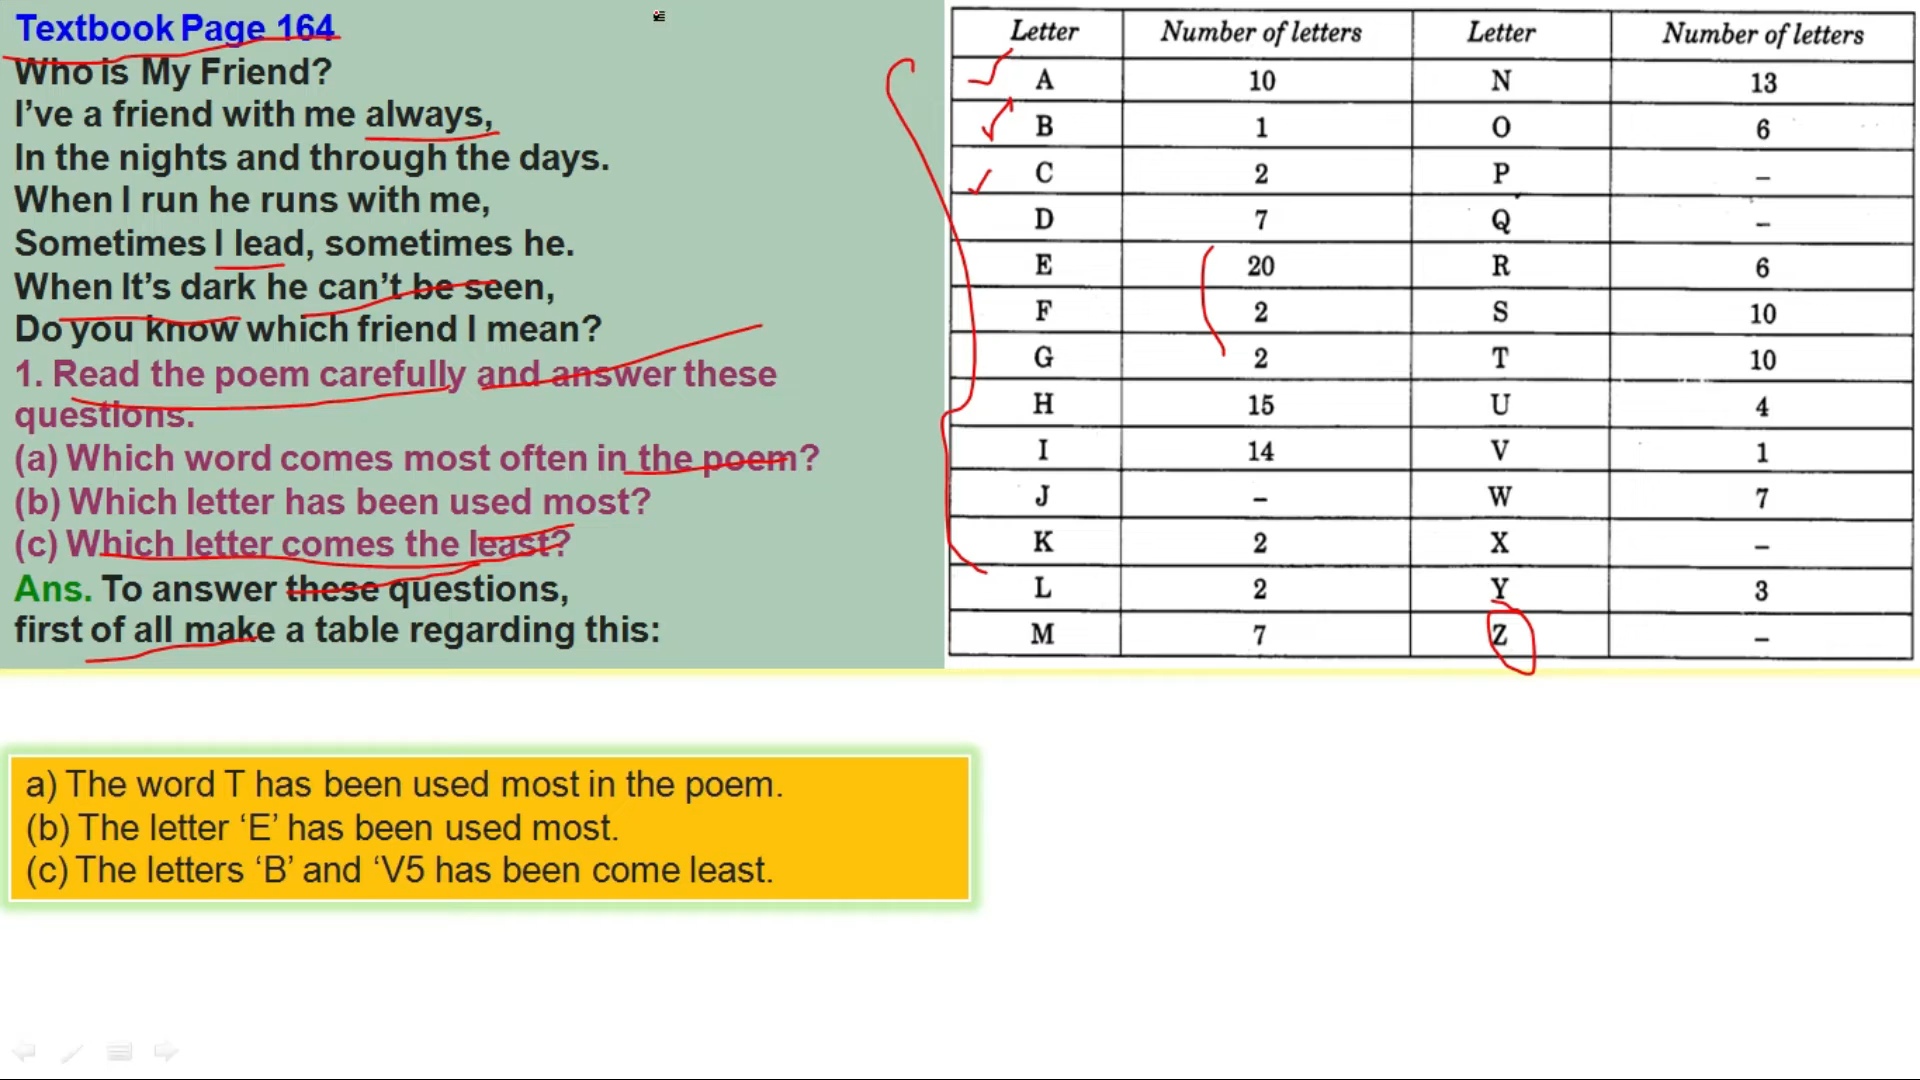 Textbook Page 164
Who is My Friend?
I’ve a friend with me always,
In the nights and through the days.
When I run he runs with me,
Sometimes I lead, sometimes he.
When It’s dark he can’t be seen,
Do you know which friend I mean?
1. Read the poem carefully and answer these
questions.
(a) Which word comes most often in the poem?
(b) Which letter has been used most?
(c) Which letter comes the least?
Ans. To answer these questions,
first of all make a table regarding this:
Letter Number of letters Letter Number of letters
A 10 N 13
B 1 O 6
C 2 P –
D 7 Q –
E 20 R 6
F 2 S 10
G 2 T 10
H 15 U 4
I 14 V 1
J – W 7
K 2 X –
L 2 Y 3
M 7 Z –
a) The word T has been used most in the poem.
(b) The letter ‘E’ has been used most.
(c) The letters ‘B’ and ‘V5 has been come least.